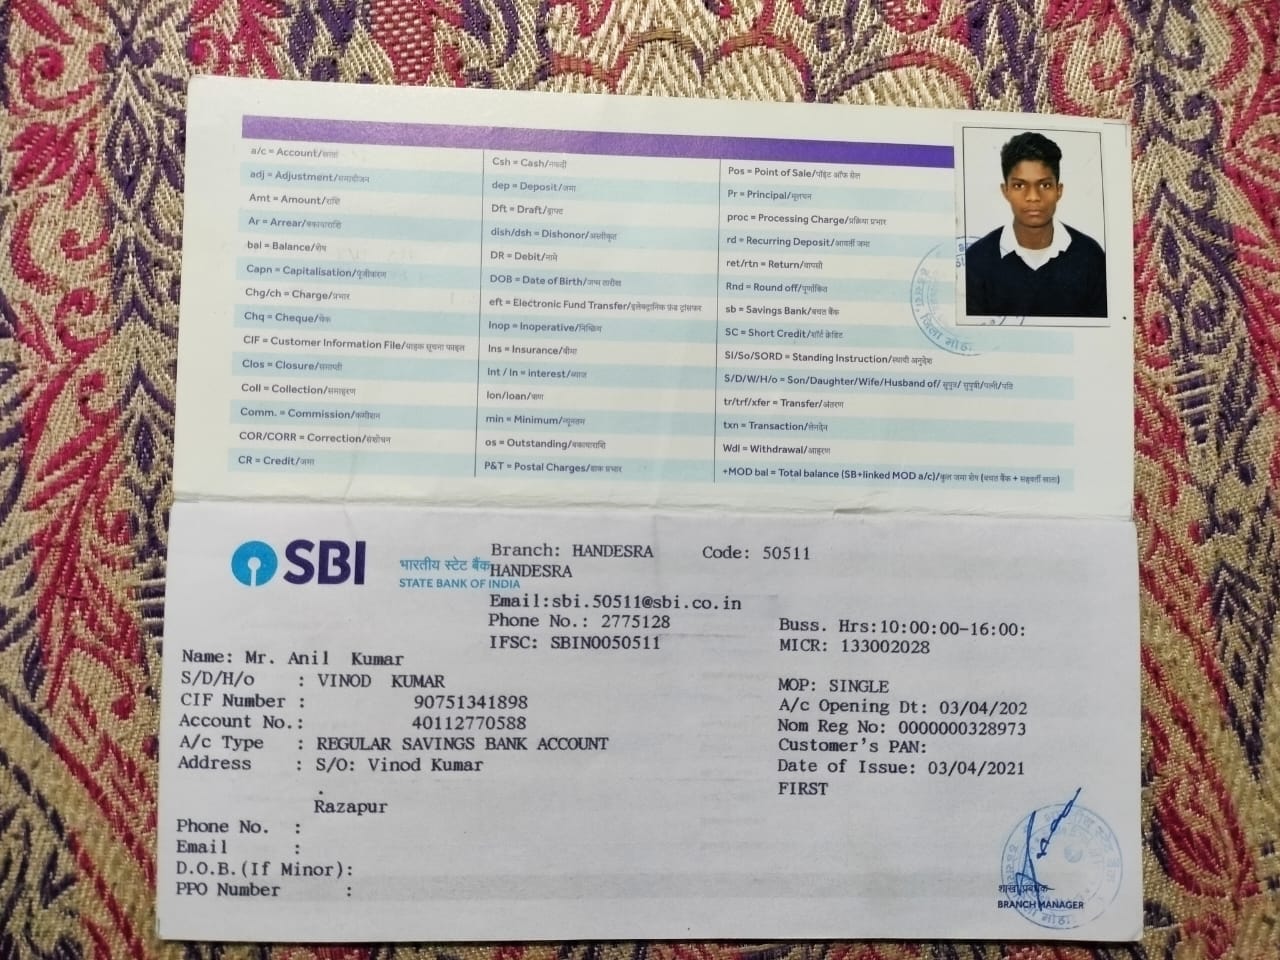 a/c = Account/खाता
adj = Adjustment/समायोजन
Amt = Amount/राशि
Ar = Arrear/बकायाराशि
bal = Balance/शेष
Capn = Capitalisation/पूंजीकरण
Chg/ch = Charge/प्रभार
Chq = Cheque/चेक
CIF = Customer Information File/ग्राहक सूचना फाइल
Clos = Closure/समाप्ती
Coll = Collection/समाहरण
Comm. = Commission/कमीशन
COR/CORR = Correction/संशोधन
CR = Credit/जमा
Csh = Cash/नकदी
dep = Deposit/जमा
Dft = Draft/ड्राफ्ट
dish/dsh = Dishonor/अस्वीकृत
DR = Debit/नामे
DOB = Date of Birth/जन्म तारीख
eft = Electronic Fund Transfer/इलेक्ट्रानिक फ़ंड ट्रांसफर
Inop = Inoperative/निष्क्रिय
Ins = Insurance/बीमा
Int / In = interest/ब्याज
lon/loan/ऋण
min = Minimum/न्यूनतम
os = Outstanding/बकायाराशि
P&T = Postal Charges/डाक प्रभार
Pos = Point of Sale/पॉइंट ऑफ सेल
Pr = Principal/मूलधन
proc = Processing Charge/प्रक्रिया प्रभार
rd = Recurring Deposit/आवर्ती जमा
ret/rtn = Return/वापसी
Rnd = Round off/पूर्णांकित
sb = Savings Bank/बचत बैंक
SC = Short Credit/शॉर्ट क्रेडिट
SI/So/SORD = Standing Instruction/स्थायी अनुदेश
S/D/W/H/o = Son/Daughter/Wife/Husband of/ सुपुत्र/ सुपुत्री/पत्नी/पति
tr/trf/xfer = Transfer/अंतरण
txn = Transaction/लेनदेन
Wdl = Withdrawal/आहरण
+MOD bal = Total balance (SB+linked MOD a/c)/कुल जमा शेष (बचत बैंक + सहवर्ती खाता)
SBI
भारतीय स्टेट बैंक
STATE BANK OF INDIA
Branch: HANDESRA Code: 50511
HANDESRA
Email:sbi.50511@sbi.co.in
Phone No.: 2775128
IFSC: SBIN0050511
Buss. Hrs:10:00:00-16:00:
MICR: 133002028
Name: Mr. Anil Kumar
S/D/H/o : VINOD KUMAR
CIF Number : 90751341898
Account No.: 40112770588
A/c Type : REGULAR SAVINGS BANK ACCOUNT
Address : S/O: Vinod Kumar
.
Razapur
Phone No. :
Email :
D.O.B.(If Minor):
PPO Number :
MOP: SINGLE
A/c Opening Dt: 03/04/202
Nom Reg No: 0000000328973
Customer's PAN:
Date of Issue: 03/04/2021
FIRST
शाखा प्रबंधक
BRANCH MANAGER